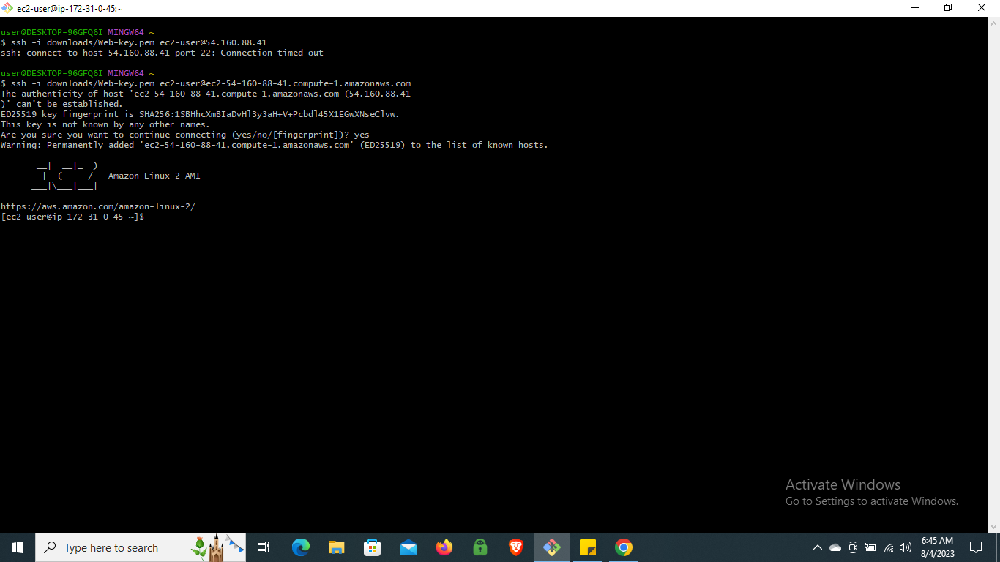 ec2-user@ip-172-31-0-45:~
user@DESKTOP-96GFQ6I MINGW64 ~
$ ssh -i downloads/Web-key.pem ec2-user@54.160.88.41
ssh: connect to host 54.160.88.41 port 22: Connection timed out
user@DESKTOP-96GFQ6I MINGW64 ~
$ ssh -i downloads/Web-key.pem ec2-user@ec2-54-160-88-41.compute-1.amazonaws.com
The authenticity of host 'ec2-54-160-88-41.compute-1.amazonaws.com (54.160.88.41
)' can't be established.
ED25519 key fingerprint is SHA256:1SBHhcXmBIaDvHl3y3aH+V+Pcbdl45X1EGwXNseClvw.
This key is not known by any other names.
Are you sure you want to continue connecting (yes/no/[fingerprint])? yes
Warning: Permanently added 'ec2-54-160-88-41.compute-1.amazonaws.com' (ED25519) to the list of known hosts.
       __|  __|_  )
       _|  (     /   Amazon Linux 2 AMI
      ___|\___|___|
https://aws.amazon.com/amazon-linux-2/
[ec2-user@ip-172-31-0-45 ~]$
Activate Windows
Go to Settings to activate Windows.
Type here to search
6:45 AM
8/4/2023